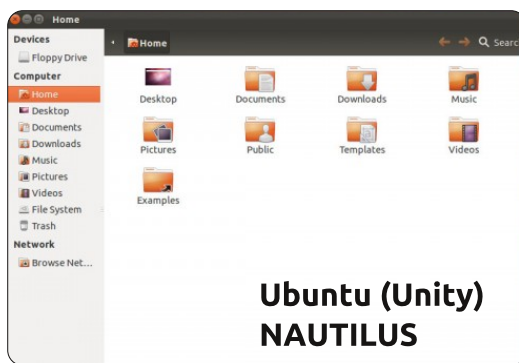 Home
Devices
Floppy Drive
Computer
Home
Desktop
Documents
Downloads
Music
Pictures
Videos
File System
Trash
Network
Browse Net...
Home
Searc
Desktop
Documents
Downloads
Music
Pictures
Public
Templates
Videos
Examples
Ubuntu (Unity)
NAUTILUS